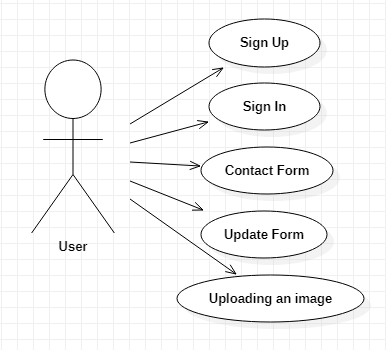 Sign Up
Sign In
Contact Form
Update Form
User
Uploading an image